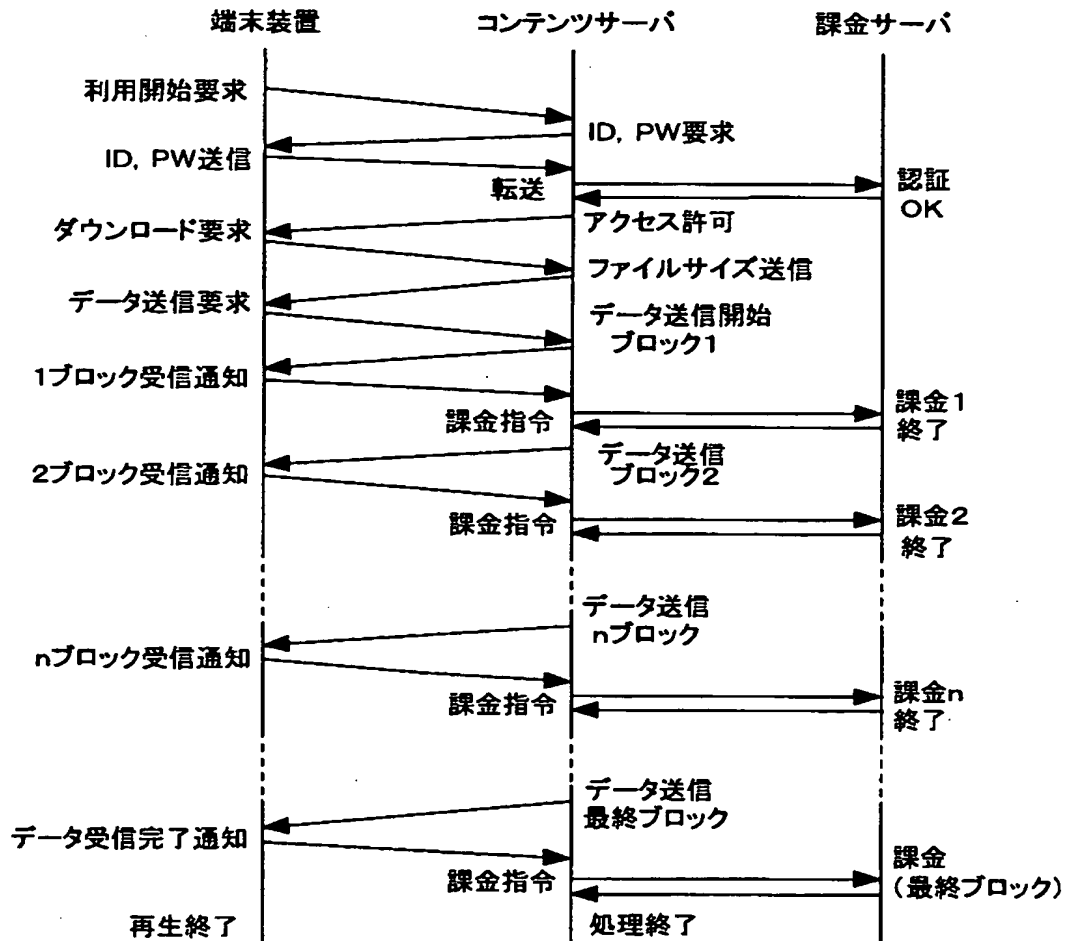 端末装置 コンテンツサーバ 課金サーバ
利用開始要求
ID, PW要求
ID, PW送信
転送
認証
OK
アクセス許可
ダウンロード要求
ファイルサイズ送信
データ送信要求
データ送信開始
ブロック1
1ブロック受信通知
課金指令
課金1
終了
データ送信
ブロック2
2ブロック受信通知
課金指令
課金2
終了
データ送信
nブロック
nブロック受信通知
課金指令
課金n
終了
データ送信
最終ブロック
データ受信完了通知
課金指令
課金
(最終ブロック)
再生終了
処理終了